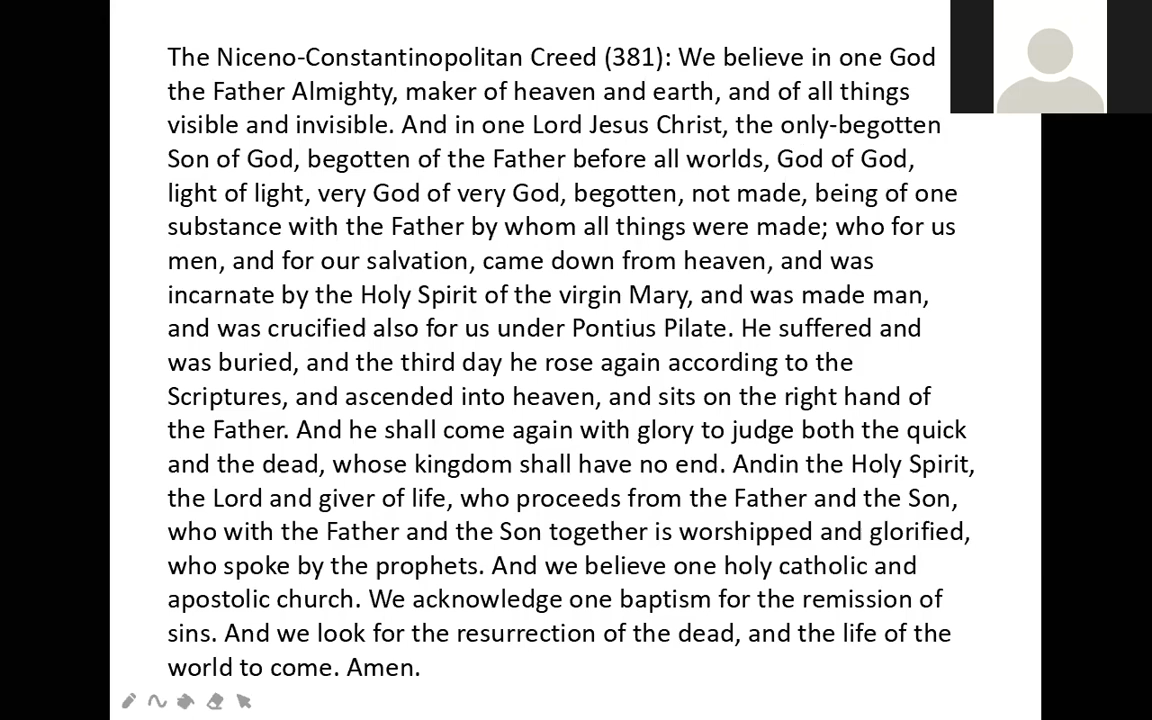 The Niceno-Constantinopolitan Creed (381): We believe in one God
the Father Almighty, maker of heaven and earth, and of all things
visible and invisible. And in one Lord Jesus Christ, the only-begotten
Son of God, begotten of the Father before all worlds, God of God,
light of light, very God of very God, begotten, not made, being of one
substance with the Father by whom all things were made; who for us
men, and for our salvation, came down from heaven, and was
incarnate by the Holy Spirit of the virgin Mary, and was made man,
and was crucified also for us under Pontius Pilate. He suffered and
was buried, and the third day he rose again according to the
Scriptures, and ascended into heaven, and sits on the right hand of
the Father. And he shall come again with glory to judge both the quick
and the dead, whose kingdom shall have no end. Andin the Holy Spirit,
the Lord and giver of life, who proceeds from the Father and the Son,
who with the Father and the Son together is worshipped and glorified,
who spoke by the prophets. And we believe one holy catholic and
apostolic church. We acknowledge one baptism for the remission of
sins. And we look for the resurrection of the dead, and the life of the
world to come. Amen.